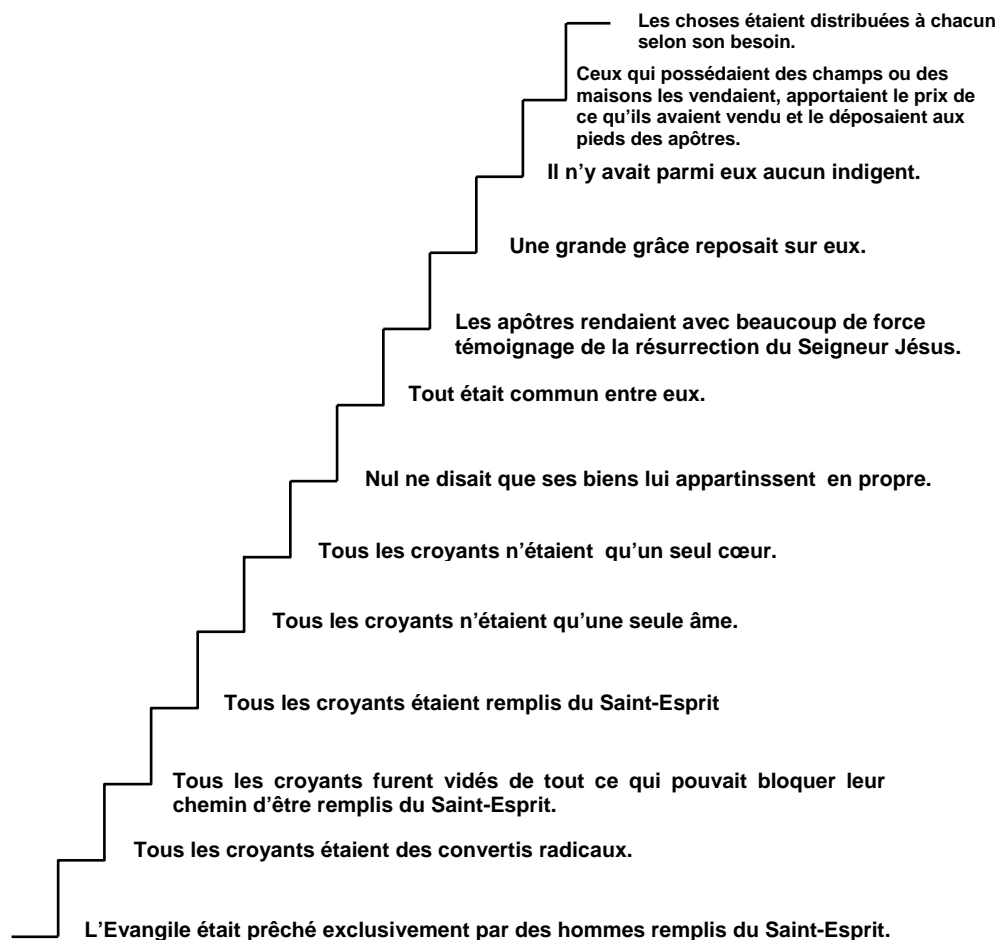 Les choses étaient distribuées à chacun
selon son besoin.
Ceux qui possédaient des champs ou des
maisons les vendaient, apportaient le prix de
ce qu'ils avaient vendu et le déposaient aux
pieds des apôtres.
Il n'y avait parmi eux aucun indigent.
Une grande grâce reposait sur eux.
Les apôtres rendaient avec beaucoup de force
témoignage de la résurrection du Seigneur Jésus.
Tout était commun entre eux.
Nul ne disait que ses biens lui appartinssent en propre.
Tous les croyants n'étaient qu'un seul cœur.
Tous les croyants n'étaient qu'une seule âme.
Tous les croyants étaient remplis du Saint-Esprit
Tous les croyants furent vidés de tout ce qui pouvait bloquer leur
chemin d'être remplis du Saint-Esprit.
Tous les croyants étaient des convertis radicaux.
L'Evangile était prêché exclusivement par des hommes remplis du Saint-Esprit.